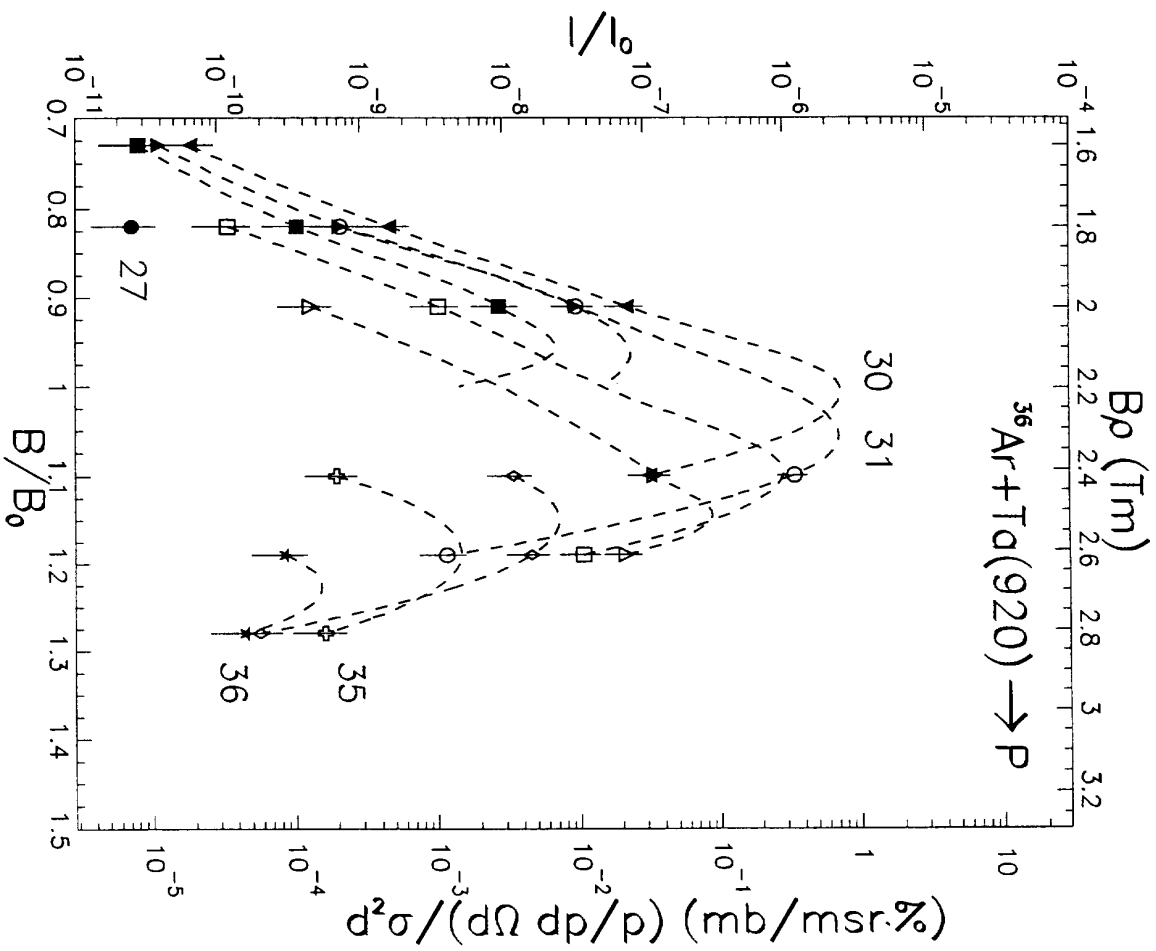 Bρ (Tm)
1.6 1.8 2 2.2 2.4 2.6 2.8 3 3.2
³⁶Ar+Ta(920) → P
I/I₀
10⁻⁴
10⁻⁵
10⁻⁶
10⁻⁷
10⁻⁸
10⁻⁹
10⁻¹⁰
10⁻¹¹
30 31
27
35
36
d²σ/(dΩ dp/p) (mb/msr·%)
10
1
10⁻¹
10⁻²
10⁻³
10⁻⁴
10⁻⁵
0.7 0.8 0.9 1 1.1 1.2 1.3 1.4 1.5
B/B₀